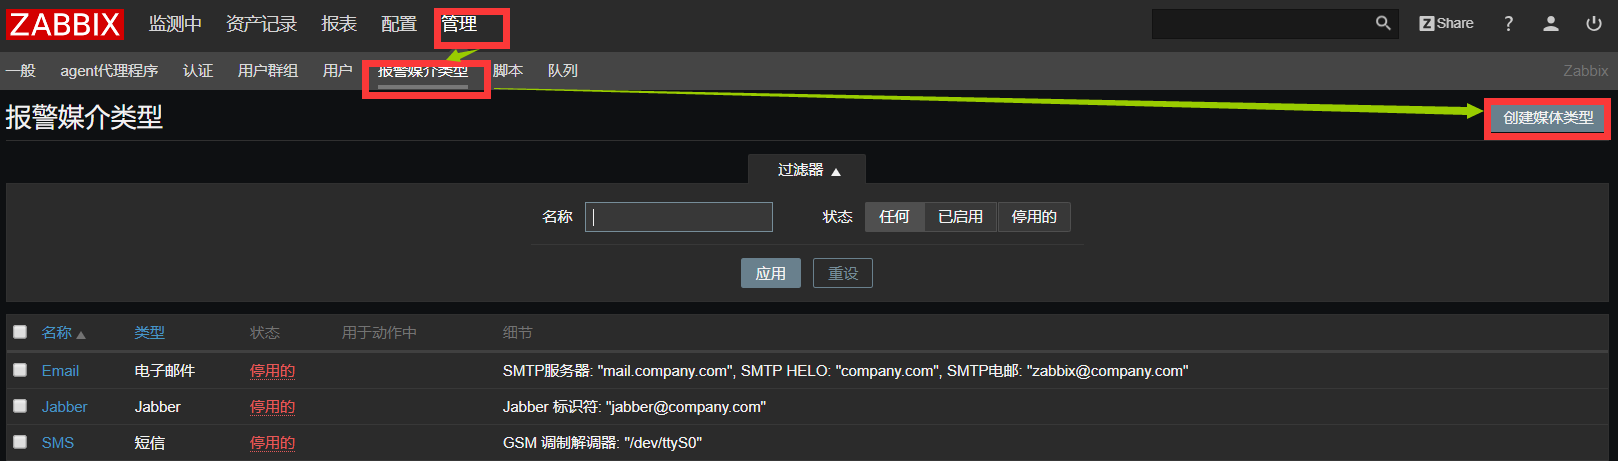 ZABBIX 监测中 资产记录 报表 配置 管理 Z Share ?
一般 agent代理程序 认证 用户群组 用户 报警媒介类型 脚本 队列 Zabbix
报警媒介类型 创建媒体类型
过滤器 ▲
名称 状态 任何 已启用 停用的
应用 重设
名称 ▲ 类型 状态 用于动作中 细节
Email 电子邮件 停用的 SMTP服务器: "mail.company.com", SMTP HELO: "company.com", SMTP电邮: "zabbix@company.com"
Jabber Jabber 停用的 Jabber 标识符: "jabber@company.com"
SMS 短信 停用的 GSM 调制解调器: "/dev/ttyS0"